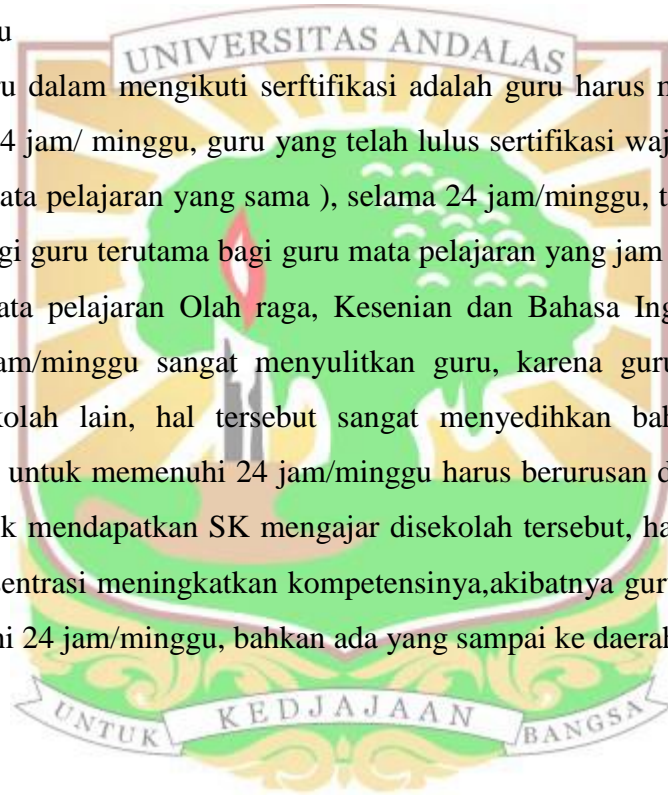 u
UNIVERSITAS ANDALAS
ru dalam mengikuti serftifikasi adalah guru harus m
4 jam/ minggu, guru yang telah lulus sertifikasi waj
ata pelajaran yang sama ), selama 24 jam/minggu, t
gi guru terutama bagi guru mata pelajaran yang jam
ata pelajaran Olah raga, Kesenian dan Bahasa Ing
am/minggu sangat menyulitkan guru, karena guru
kolah lain, hal tersebut sangat menyedihkan bah
untuk memenuhi 24 jam/minggu harus berurusan d
k mendapatkan SK mengajar disekolah tersebut, ha
sentrasi meningkatkan kompetensinya,akibatnya gur
ni 24 jam/minggu, bahkan ada yang sampai ke daerah
UNTUK KEDJAJAAN BANGSA